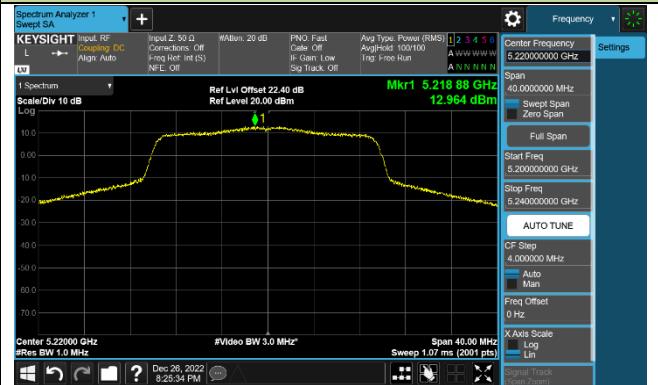 Spectrum Analyzer 1
Swept SA
Frequency
KEYSIGHT
L
Input: RF
Coupling: DC
Align: Auto
Input Z: 50 Ω
Corrections: Off
Freq Ref: Int (S)
NFE: Off
#Atten: 20 dB
PNO: Fast
Gate: Off
IF Gain: Low
Sig Track: Off
Avg Type: Power (RMS)
Avg|Hold: 100/100
Trig: Free Run
1 2 3 4 5 6
A W W W W W
A N N N N N
1 Spectrum
Scale/Div 10 dB
Ref Lvl Offset 22.40 dB
Ref Level 20.00 dBm
Mkr1 5.218 88 GHz
12.964 dBm
Log
1
10.0
0.00
-10.0
-20.0
-30.0
-40.0
-50.0
-60.0
-70.0
Center 5.22000 GHz
#Res BW 1.0 MHz
#Video BW 3.0 MHz*
Span 40.00 MHz
Sweep 1.07 ms (2001 pts)
Dec 26, 2022
8:25:34 PM
Center Frequency
5.220000000 GHz
Settings
Span
40.0000000 MHz
Swept Span
Zero Span
Full Span
Start Freq
5.200000000 GHz
Stop Freq
5.240000000 GHz
AUTO TUNE
CF Step
4.000000 MHz
Auto
Man
Freq Offset
0 Hz
X Axis Scale
Log
Lin
Signal Track
(Span Zoom)